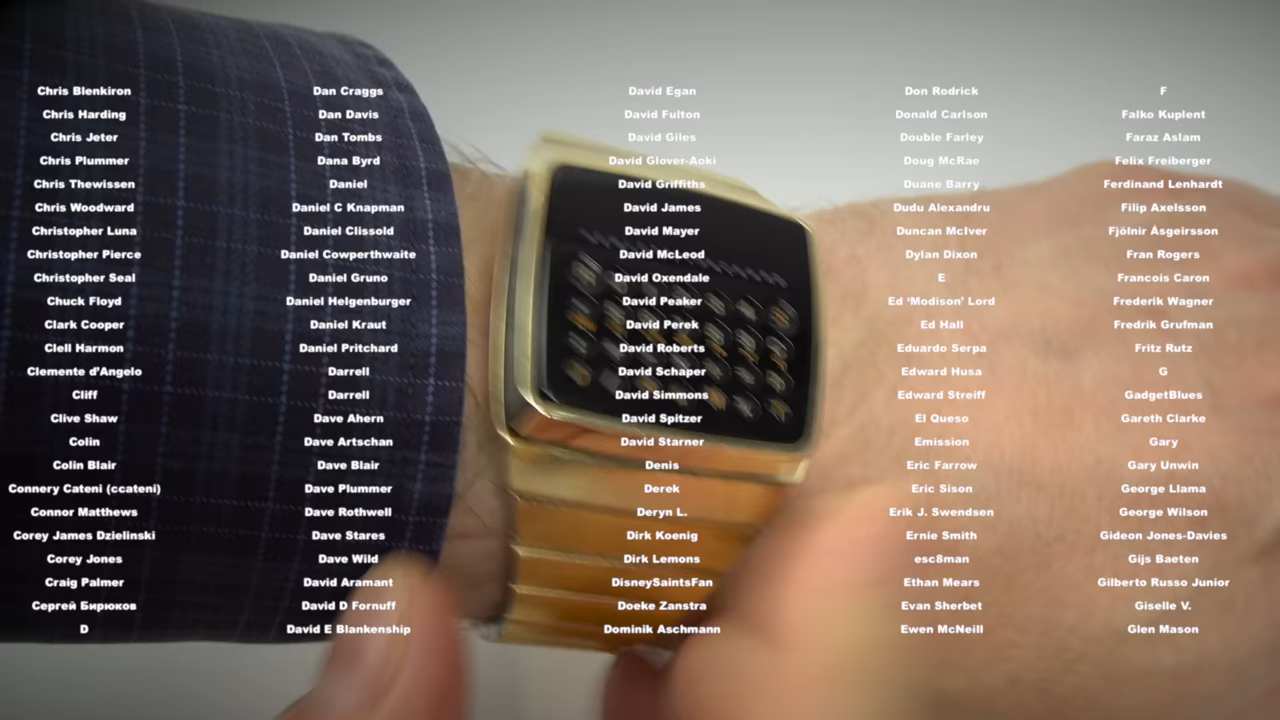 Chris Blenkiron
Chris Harding
Chris Jeter
Chris Plummer
Chris Thewissen
Chris Woodward
Christopher Luna
Christopher Pierce
Christopher Seal
Chuck Floyd
Clark Cooper
Clell Harmon
Clemente d’Angelo
Cliff
Clive Shaw
Colin
Colin Blair
Connery Cateni (ccateni)
Connor Matthews
Corey James Dzielinski
Corey Jones
Craig Palmer
Сергей Бирюков
D
Dan Craggs
Dan Davis
Dan Tombs
Dana Byrd
Daniel
Daniel C Knapman
Daniel Clissold
Daniel Cowperthwaite
Daniel Gruno
Daniel Helgenburger
Daniel Kraut
Daniel Pritchard
Darrell
Darrell
Dave Ahern
Dave Artschan
Dave Blair
Dave Plummer
Dave Rothwell
Dave Stares
Dave Wild
David Aramant
David D Fornuff
David E Blankenship
David Egan
David Fulton
David Giles
David Glover-Aoki
David Griffiths
David James
David Mayer
David McLeod
David Oxendale
David Peaker
David Perek
David Roberts
David Schaper
David Simmons
David Spitzer
David Starner
Denis
Derek
Deryn L.
Dirk Koenig
Dirk Lemons
DisneySaintsFan
Doeke Zanstra
Dominik Aschmann
Don Rodrick
Donald Carlson
Double Farley
Doug McRae
Duane Barry
Dudu Alexandru
Duncan McIver
Dylan Dixon
E
Ed ‘Modison’ Lord
Ed Hall
Eduardo Serpa
Edward Husa
Edward Streiff
El Queso
Emission
Eric Farrow
Eric Sison
Erik J. Swendsen
Ernie Smith
esc8man
Ethan Mears
Evan Sherbet
Ewen McNeill
F
Falko Kuplent
Faraz Aslam
Felix Freiberger
Ferdinand Lenhardt
Filip Axelsson
Fjölnir Ásgeirsson
Fran Rogers
Francois Caron
Frederik Wagner
Fredrik Grufman
Fritz Rutz
G
GadgetBlues
Gareth Clarke
Gary
Gary Unwin
George Llama
George Wilson
Gideon Jones-Davies
Gijs Baeten
Gilberto Russo Junior
Giselle V.
Glen Mason